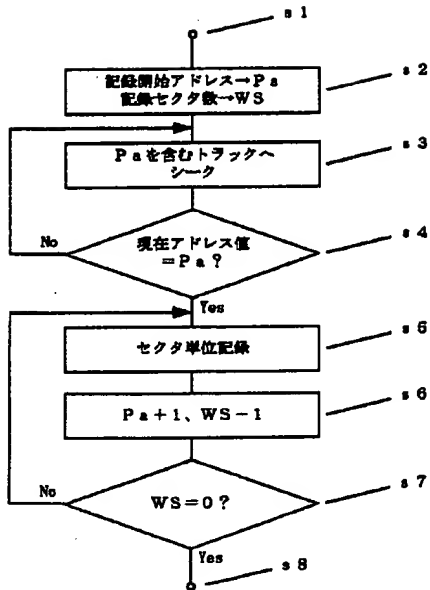 s1
記録開始アドレス→Pa
記録セクタ数→WS
s2
Paを含むトラックへ
シーク
s3
現在アドレス値
=Pa?
s4
No
Yes
セクタ単位記録
s5
Pa+1、WS-1
s6
WS=0?
s7
No
Yes
s8